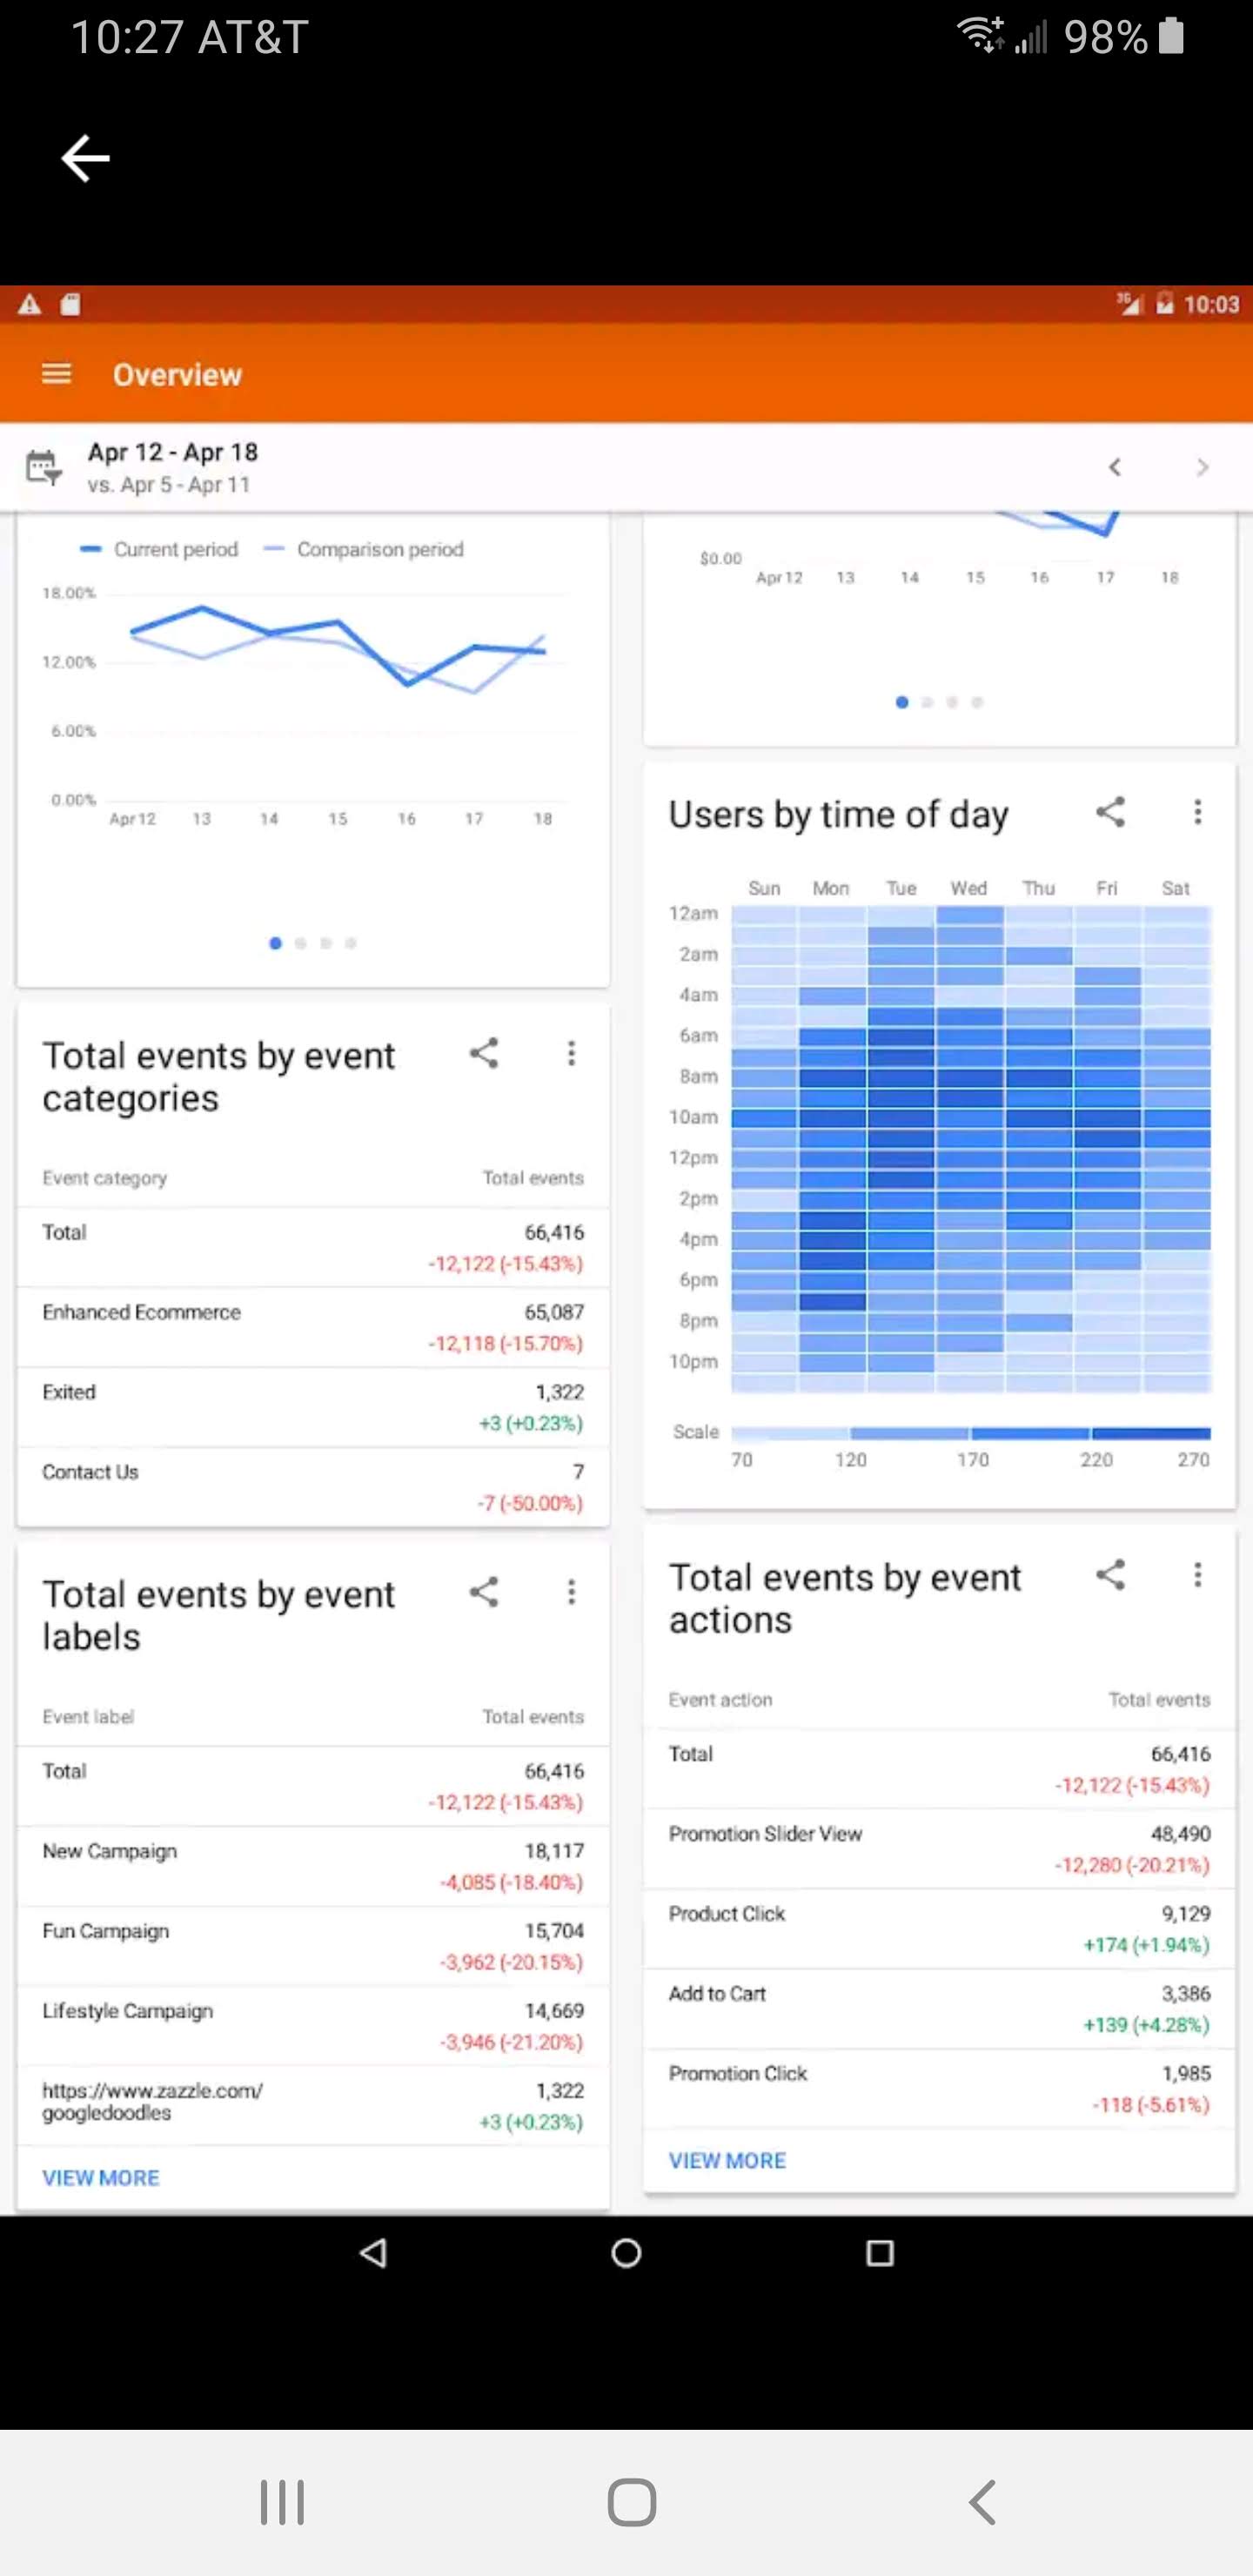 10:27 AT&T 98%
3G 10:03
Overview
Apr 12 - Apr 18
vs. Apr 5 - Apr 11
Current period Comparison period
18.00%
12.00%
6.00%
0.00%
Apr 12 13 14 15 16 17 18
$0.00
Apr 12 13 14 15 16 17 18
Total events by event
categories
Event category Total events
Total 66,416
-12,122 (-15.43%)
Enhanced Ecommerce 65,087
-12,118 (-15.70%)
Exited 1,322
+3 (+0.23%)
Contact Us 7
-7 (-50.00%)
Users by time of day
Sun Mon Tue Wed Thu Fri Sat
12am
2am
4am
6am
8am
10am
12pm
2pm
4pm
6pm
8pm
10pm
Scale
70 120 170 220 270
Total events by event
labels
Event label Total events
Total 66,416
-12,122 (-15.43%)
New Campaign 18,117
-4,085 (-18.40%)
Fun Campaign 15,704
-3,962 (-20.15%)
Lifestyle Campaign 14,669
-3,946 (-21.20%)
https://www.zazzle.com/ 1,322
googledoodles
+3 (+0.23%)
VIEW MORE
Total events by event
actions
Event action Total events
Total 66,416
-12,122 (-15.43%)
Promotion Slider View 48,490
-12,280 (-20.21%)
Product Click 9,129
+174 (+1.94%)
Add to Cart 3,386
+139 (+4.28%)
Promotion Click 1,985
-118 (-5.61%)
VIEW MORE